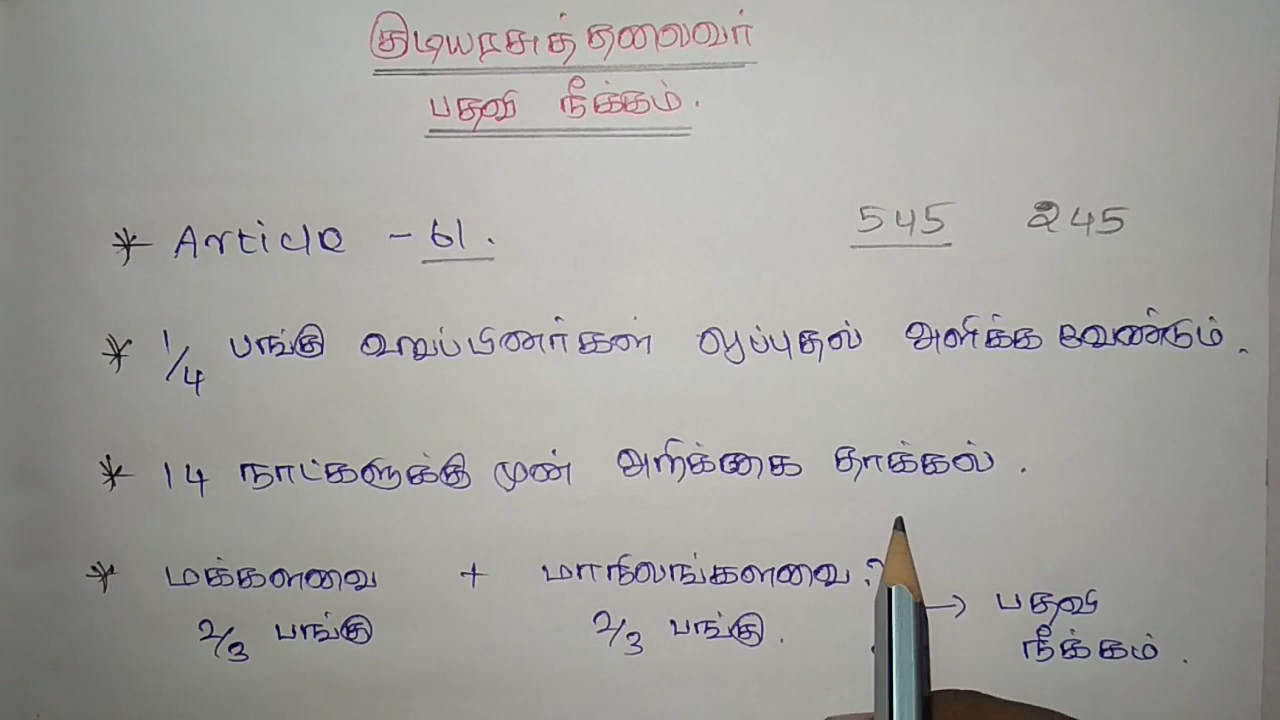 குடியரசுத் தலைவர்
பதவி நீக்கம்.
* Article - 61. 545 245
* 1/4 பங்கு உறுப்பினர்கள் ஒப்புதல் அளிக்க வேண்டும்.
* 14 நாட்களுக்கு முன் அறிக்கை தாக்கல்.
* மக்களவை + மாநிலங்களவை
2/3 பங்கு 2/3 பங்கு. → பதவி
நீக்கம்.